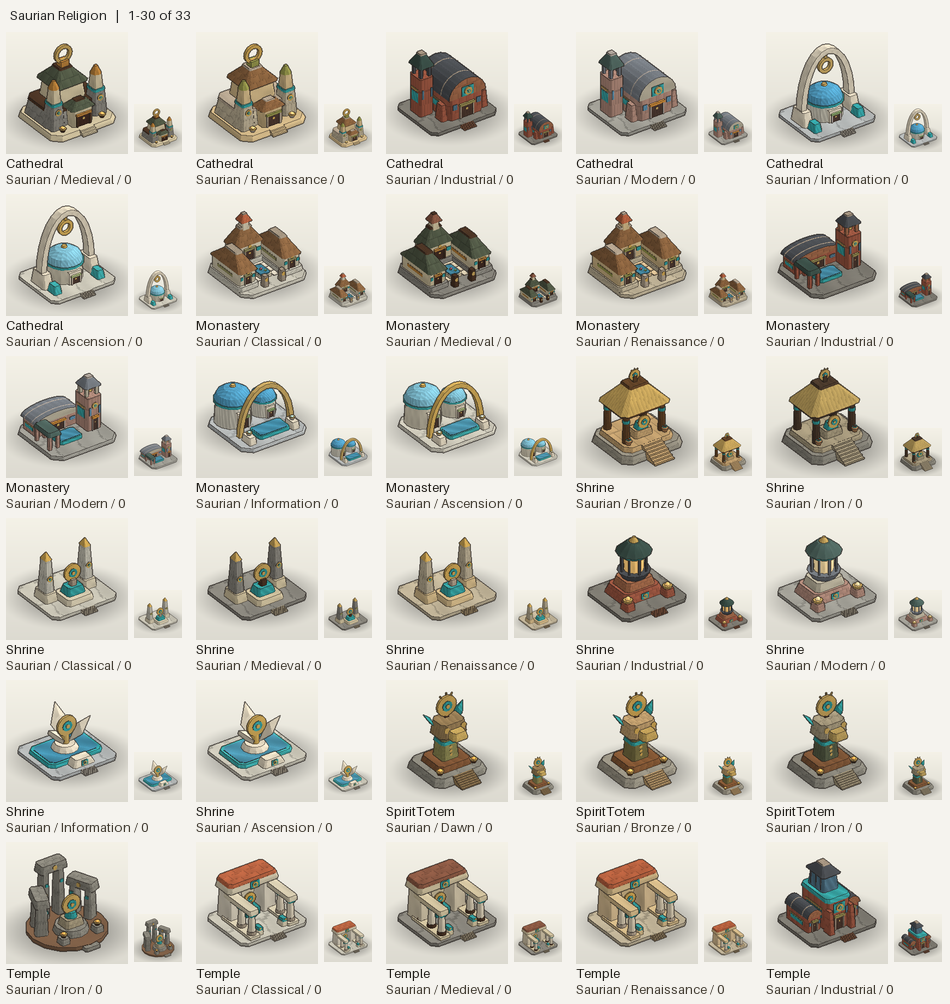 Saurian Religion | 1-30 of 33
Cathedral
Saurian / Medieval / 0
Cathedral
Saurian / Renaissance / 0
Cathedral
Saurian / Industrial / 0
Cathedral
Saurian / Modern / 0
Cathedral
Saurian / Information / 0
Cathedral
Saurian / Ascension / 0
Monastery
Saurian / Classical / 0
Monastery
Saurian / Medieval / 0
Monastery
Saurian / Renaissance / 0
Monastery
Saurian / Industrial / 0
Monastery
Saurian / Modern / 0
Monastery
Saurian / Information / 0
Monastery
Saurian / Ascension / 0
Shrine
Saurian / Bronze / 0
Shrine
Saurian / Iron / 0
Shrine
Saurian / Classical / 0
Shrine
Saurian / Medieval / 0
Shrine
Saurian / Renaissance / 0
Shrine
Saurian / Industrial / 0
Shrine
Saurian / Modern / 0
Shrine
Saurian / Information / 0
Shrine
Saurian / Ascension / 0
SpiritTotem
Saurian / Dawn / 0
SpiritTotem
Saurian / Bronze / 0
SpiritTotem
Saurian / Iron / 0
Temple
Saurian / Iron / 0
Temple
Saurian / Classical / 0
Temple
Saurian / Medieval / 0
Temple
Saurian / Renaissance / 0
Temple
Saurian / Industrial / 0